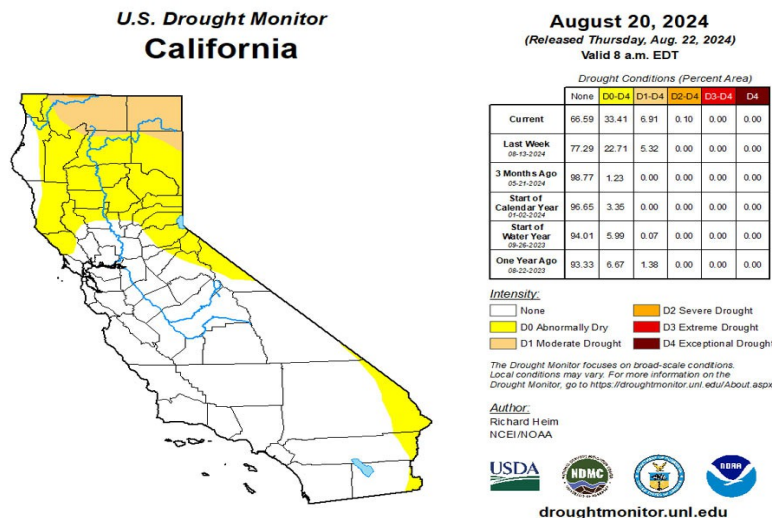 U.S. Drought Monitor
California
August 20, 2024
(Released Thursday, Aug. 22, 2024)
Valid 8 a.m. EDT
Drought Conditions (Percent Area)
None D0-D4 D1-D4 D2-D4 D3-D4 D4
Current 66.59 33.41 6.91 0.10 0.00 0.00
Last Week
08-13-2024 77.29 22.71 5.32 0.00 0.00 0.00
3 Months Ago
05-21-2024 98.77 1.23 0.00 0.00 0.00 0.00
Start of
Calendar Year
01-02-2024 96.65 3.35 0.00 0.00 0.00 0.00
Start of
Water Year
09-26-2023 94.01 5.99 0.07 0.00 0.00 0.00
One Year Ago
08-22-2023 93.33 6.67 1.38 0.00 0.00 0.00
Intensity:
None
D0 Abnormally Dry
D1 Moderate Drought
D2 Severe Drought
D3 Extreme Drought
D4 Exceptional Drought
The Drought Monitor focuses on broad-scale conditions.
Local conditions may vary. For more information on the
Drought Monitor, go to https://droughtmonitor.unl.edu/About.aspx
Author:
Richard Heim
NCEI/NOAA
USDA
NDMC
NOAA
droughtmonitor.unl.edu